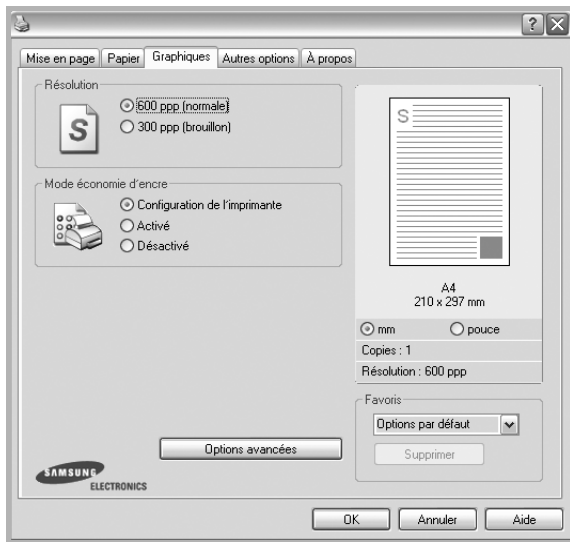 Mise en page
Papier
Graphiques
Autres options
À propos
Résolution
S
600 ppp (normale)
300 ppp (brouillon)
Mode économie d'encre
Configuration de l'imprimante
Activé
Désactivé
S
A4
210 x 297 mm
mm
pouce
Copies : 1
Résolution : 600 ppp
Favoris
Options par défaut
Supprimer
Options avancées
SAMSUNG
ELECTRONICS
OK
Annuler
Aide